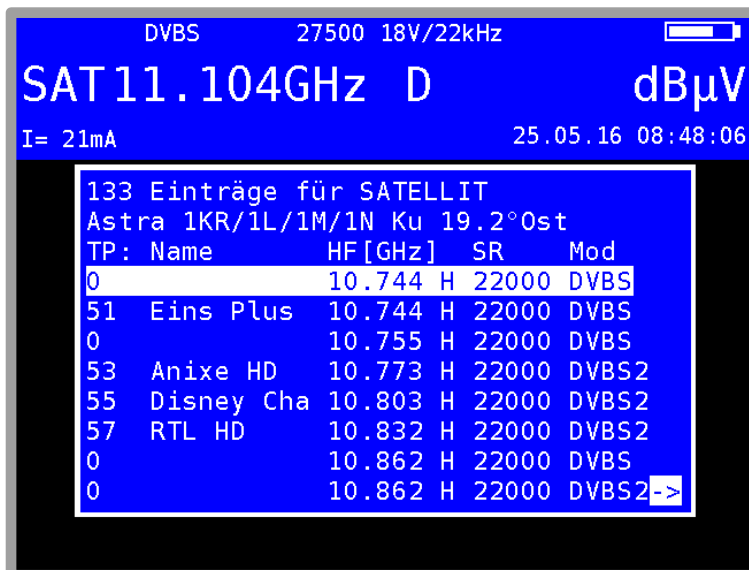 DVBS 27500 18V/22kHz
SAT11.104GHz D dBµV
I= 21mA 25.05.16 08:48:06
133 Einträge für SATELLIT
Astra 1KR/1L/1M/1N Ku 19.2°Ost
TP: Name HF[GHz] SR Mod
0 10.744 H 22000 DVBS
51 Eins Plus 10.744 H 22000 DVBS
0 10.755 H 22000 DVBS
53 Anixe HD 10.773 H 22000 DVBS2
55 Disney Cha 10.803 H 22000 DVBS2
57 RTL HD 10.832 H 22000 DVBS2
0 10.862 H 22000 DVBS
0 10.862 H 22000 DVBS2->